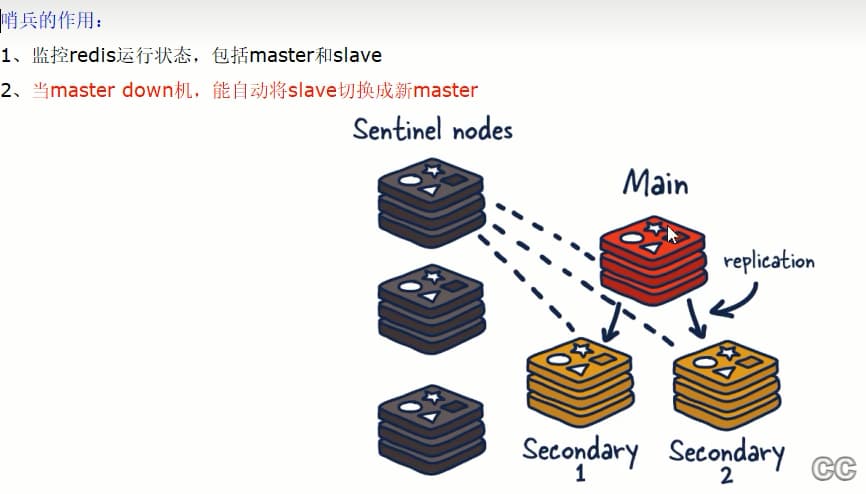 哨兵的作用：
1、监控redis运行状态，包括master和slave
2、当master down机，能自动将slave切换成新master
Sentinel nodes
Main
replication
Secondary
1
Secondary
2
CC